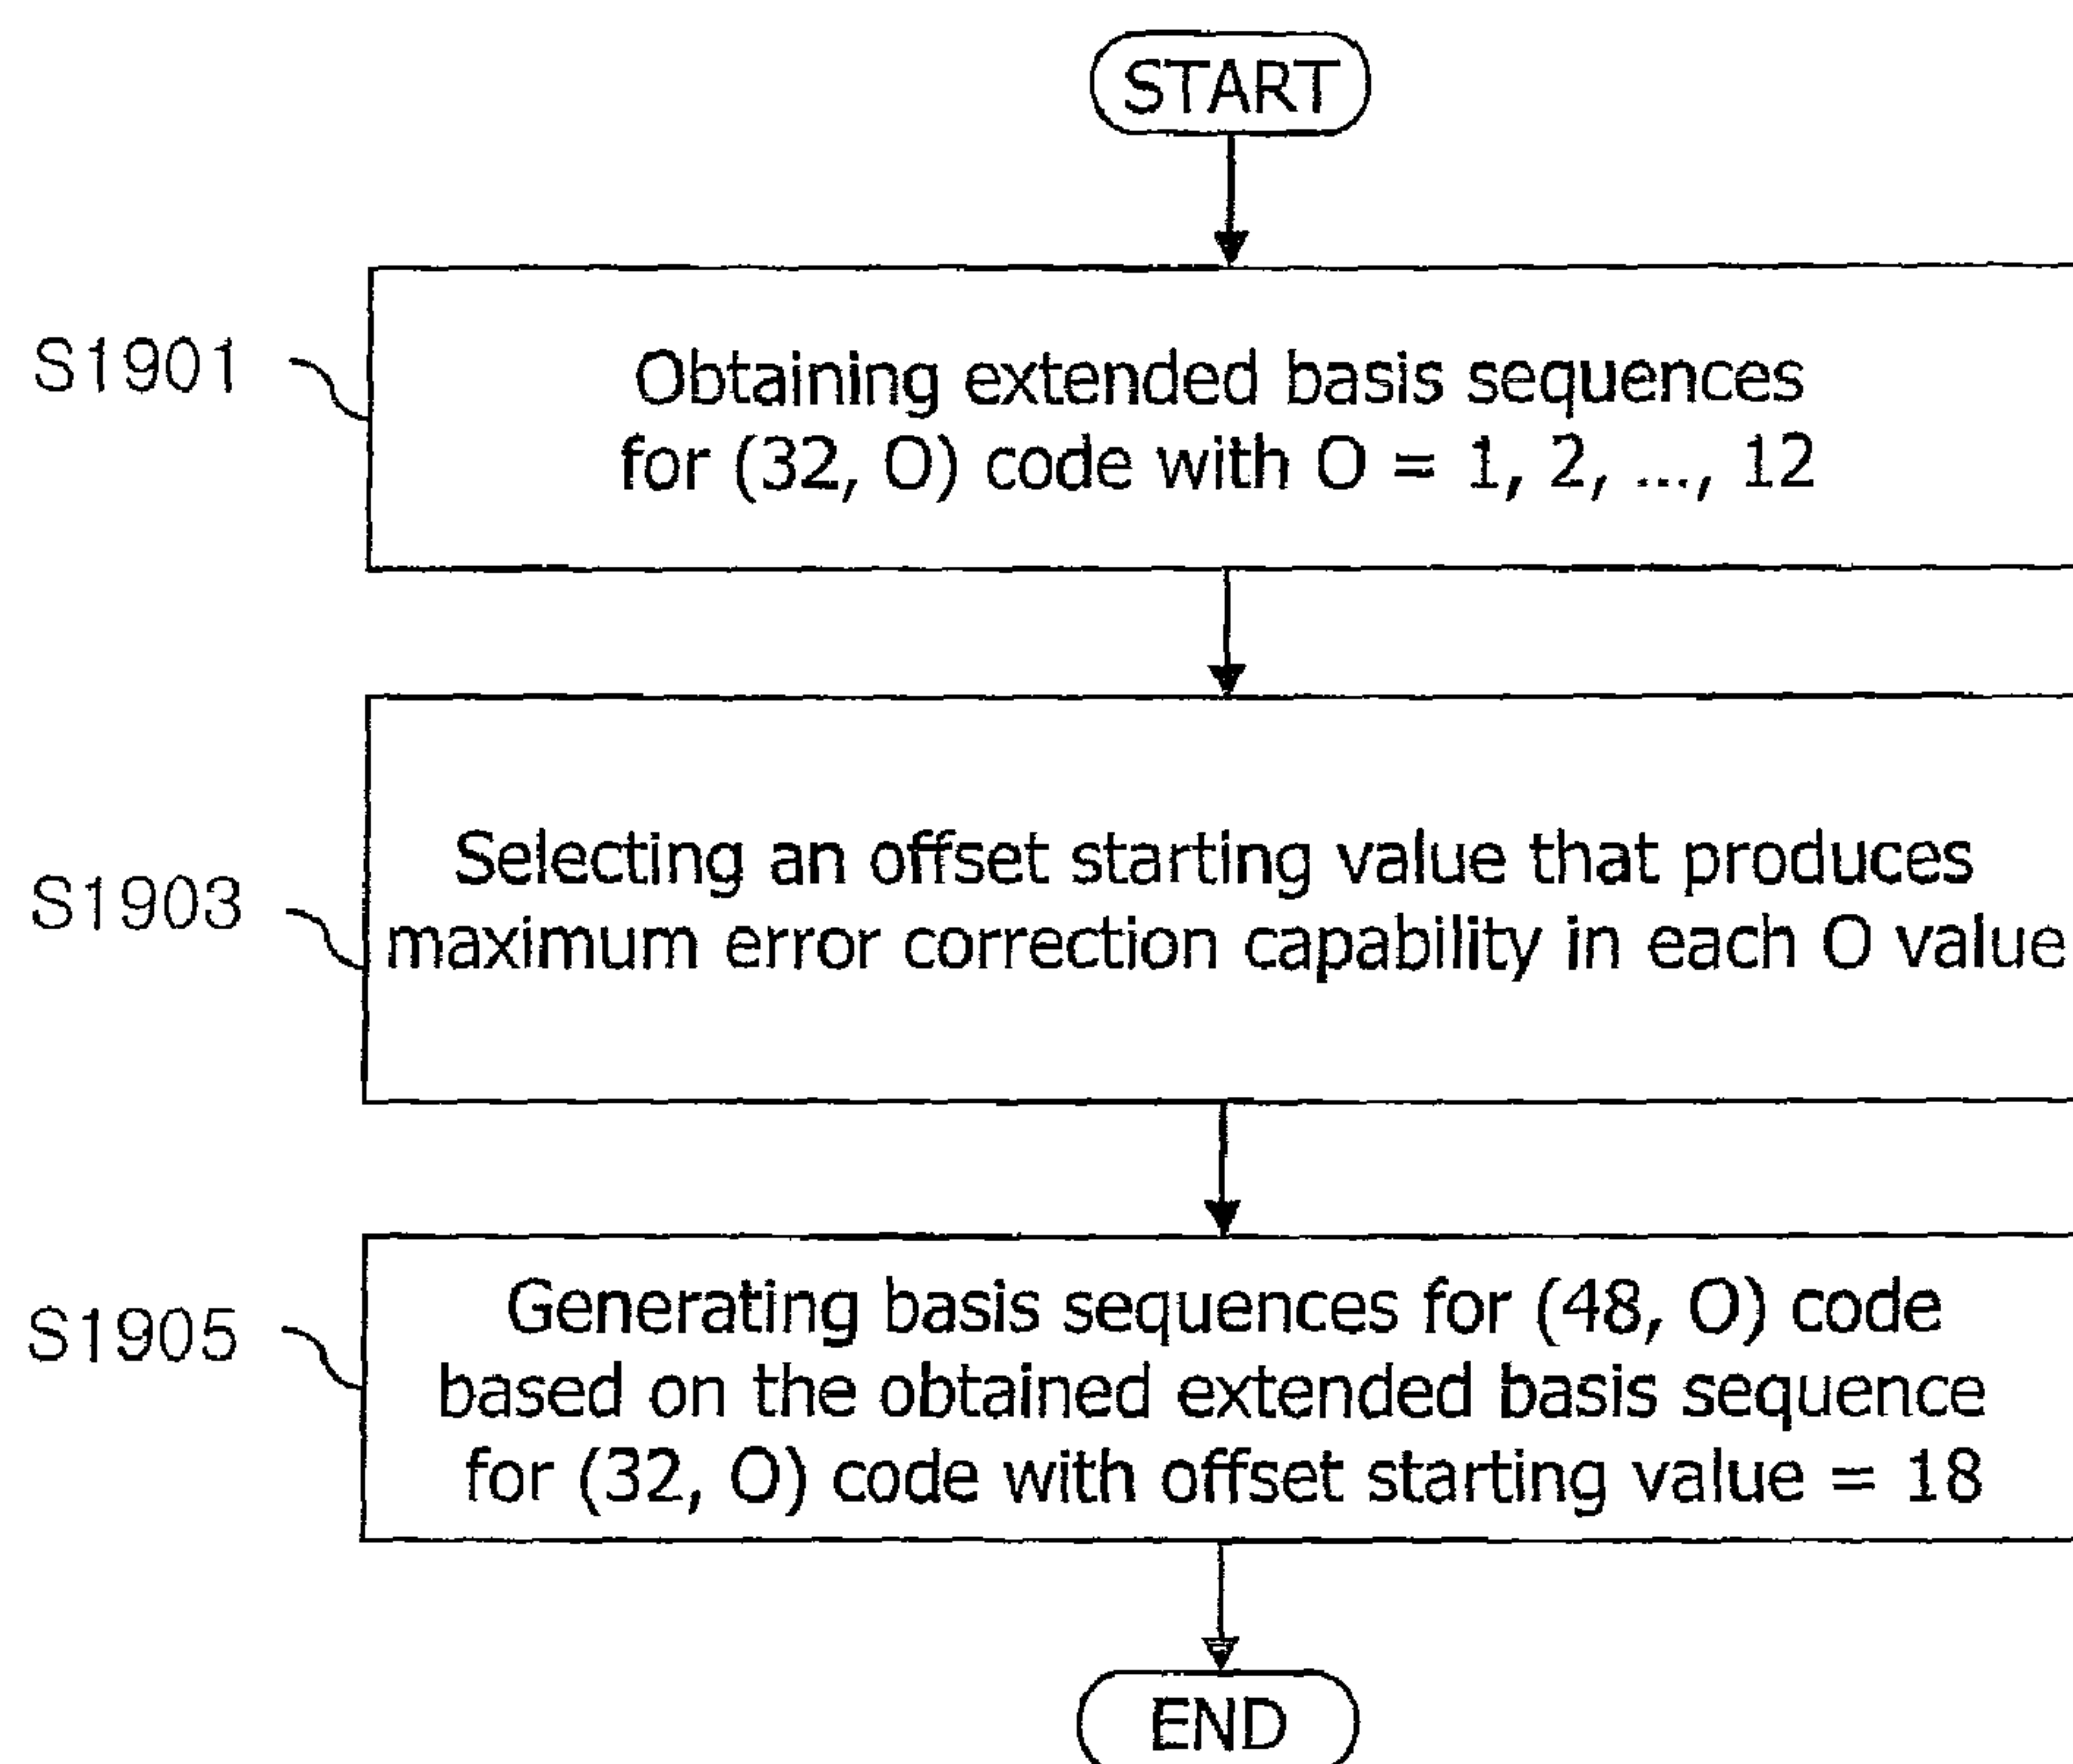 START
S1901
Obtaining extended basis sequences
for (32, O) code with O = 1, 2, ..., 12
S1903
Selecting an offset starting value that produces
maximum error correction capability in each O value
S1905
Generating basis sequences for (48, O) code
based on the obtained extended basis sequence
for (32, O) code with offset starting value = 18
END